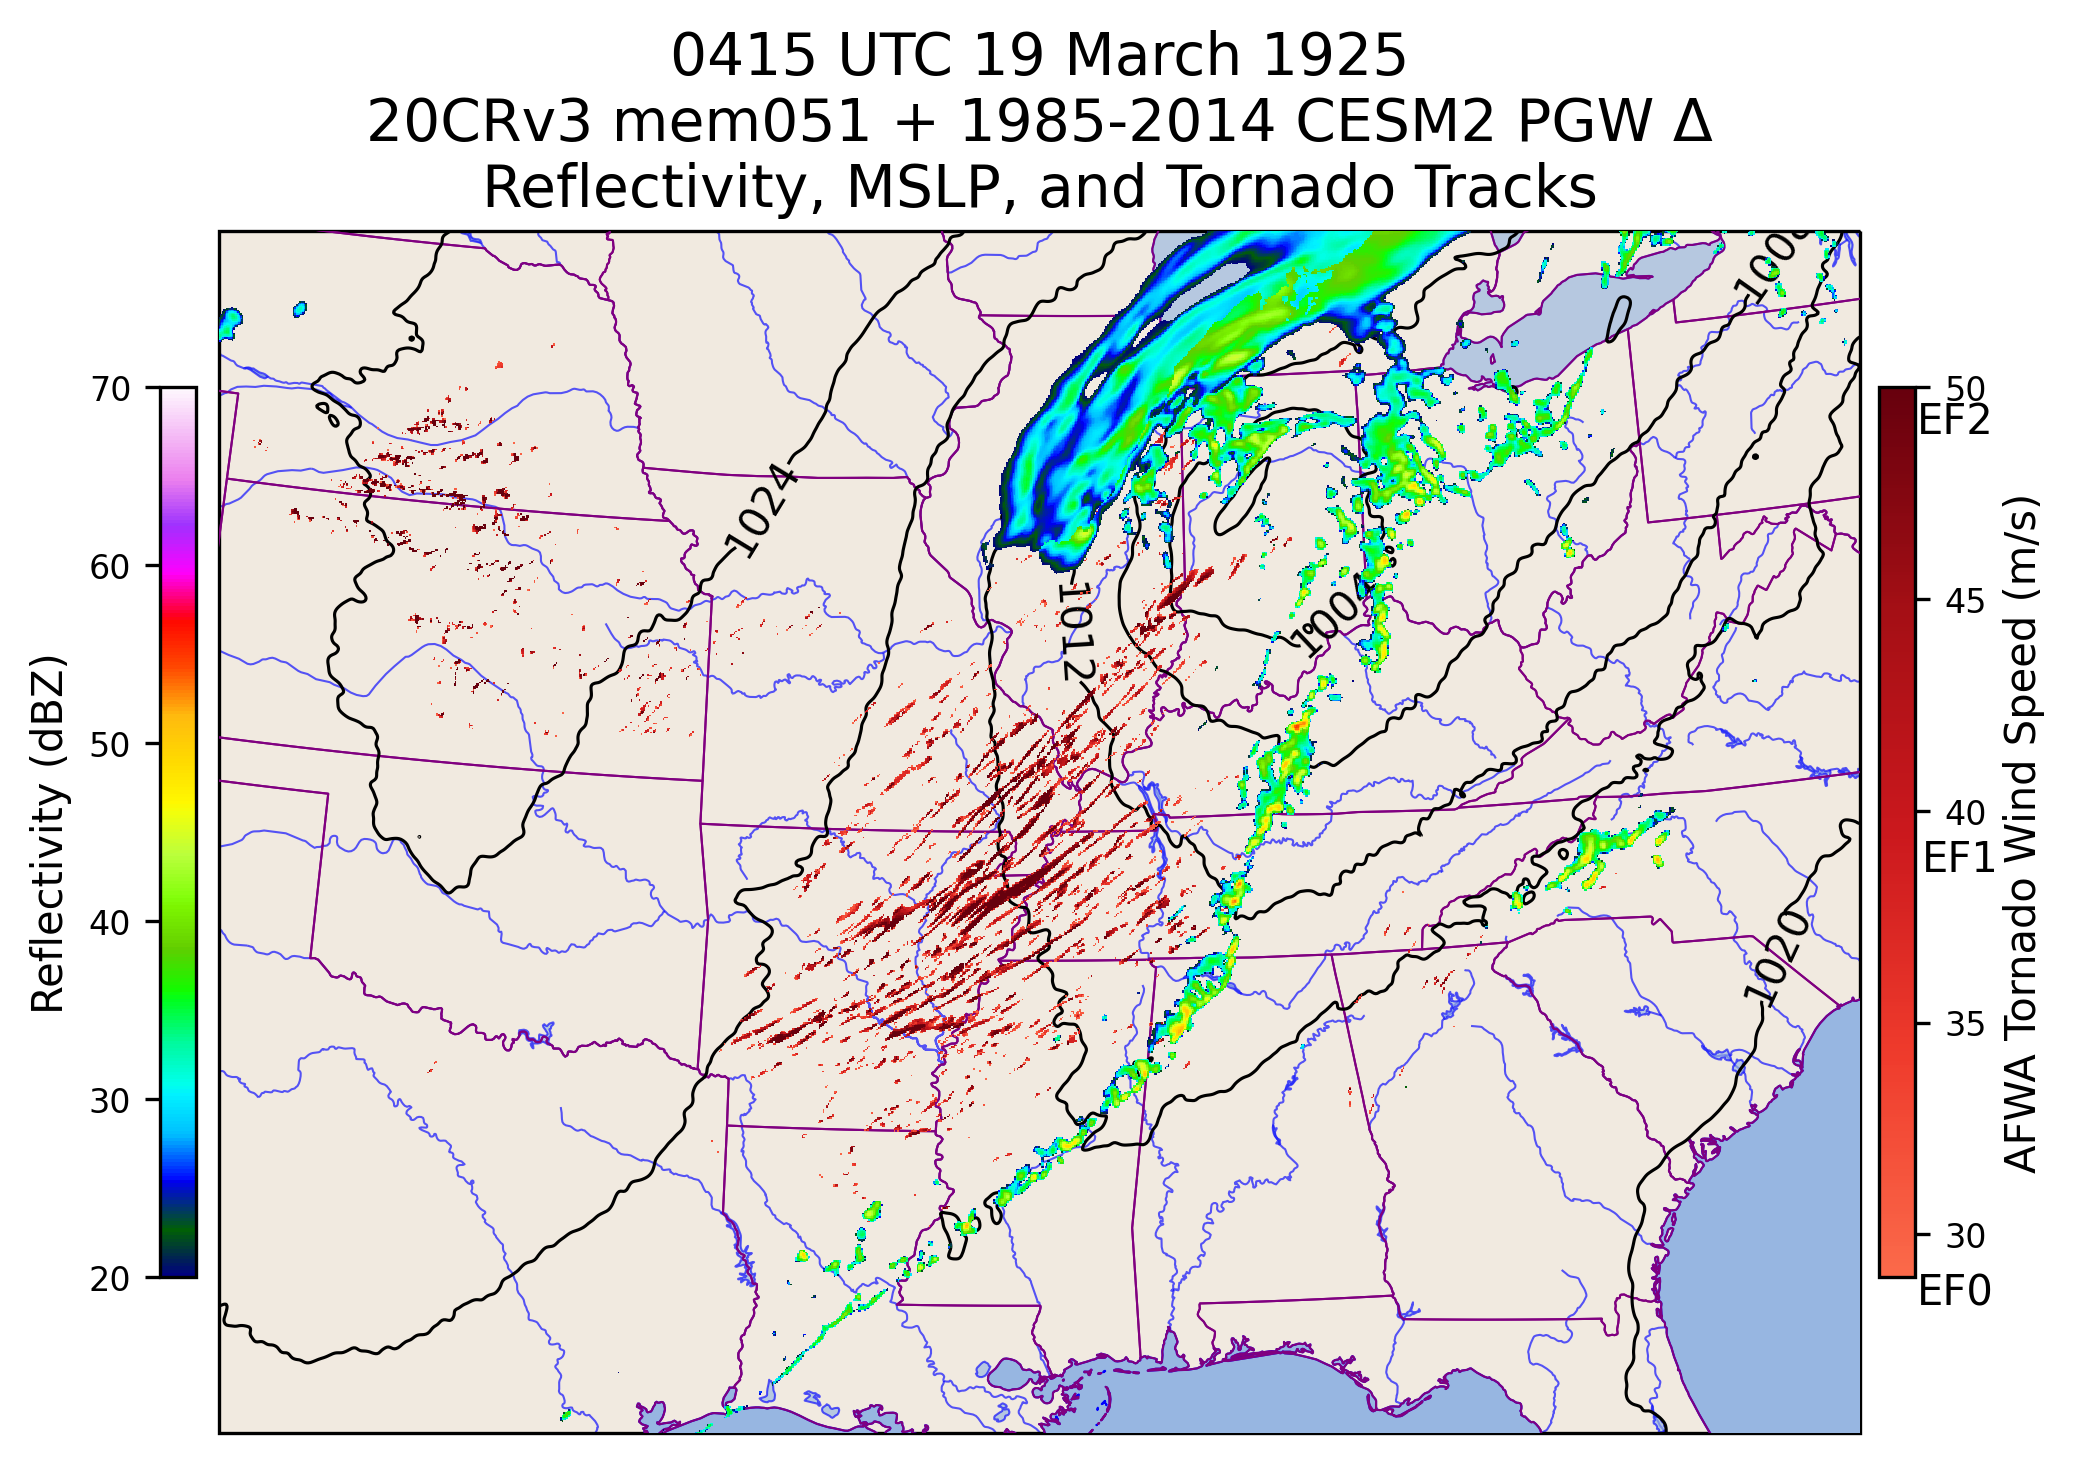 0415 UTC 19 March 1925
20CRv3 mem051 + 1985-2014 CESM2 PGW Δ
Reflectivity, MSLP, and Tornado Tracks
70
60
50
40
30
20
Reflectivity (dBZ)
1024
1012
1004
1020
50
EF2
45
40
EF1
35
30
EF0
AFWA Tornado Wind Speed (m/s)